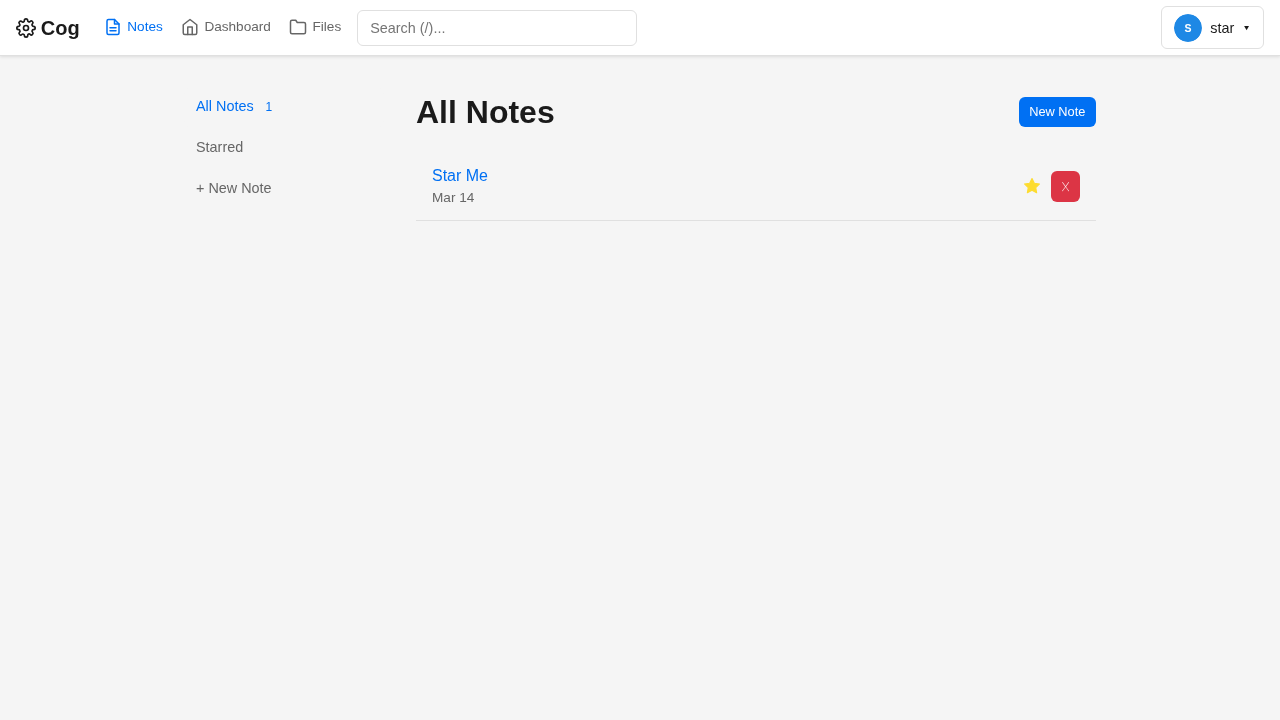 Cog
Notes
Dashboard
Files
Search (/)...
S
star
All Notes 1
Starred
+ New Note
All Notes
New Note
Star Me
Mar 14
X